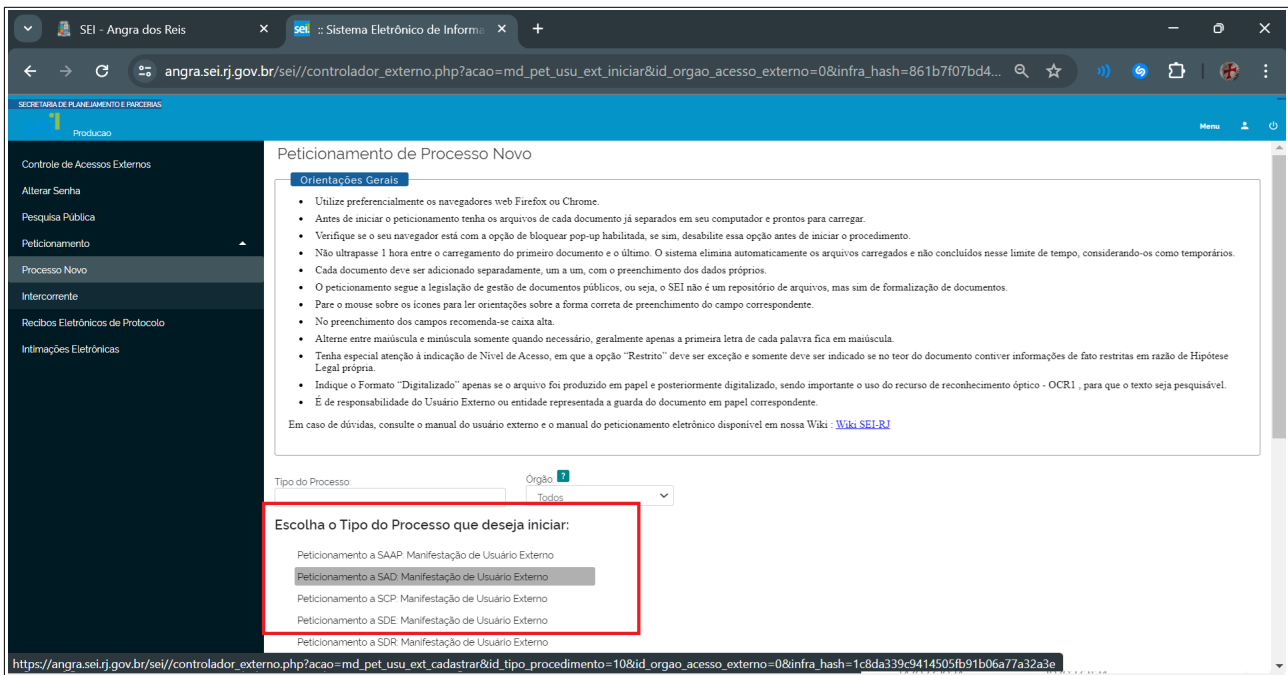 SEI - Angra dos Reis
sei. :: Sistema Eletrônico de Informa
angra.sei.rj.gov.br/sei//controlador_externo.php?acao=md_pet_usu_ext_iniciar&id_orgao_acesso_externo=0&infra_hash=861b7f07bd4...
SECRETARIA DE PLANEJAMENTO E PARCERIAS
Producao
Menu
Controle de Acessos Externos
Alterar Senha
Pesquisa Pública
Peticionamento
Processo Novo
Intercorrente
Recibos Eletrônicos de Protocolo
Intimações Eletrônicas
Peticionamento de Processo Novo
Orientações Gerais
• Utilize preferencialmente os navegadores web Firefox ou Chrome.
• Antes de iniciar o peticionamento tenha os arquivos de cada documento já separados em seu computador e prontos para carregar.
• Verifique se o seu navegador está com a opção de bloquear pop-up habilitada, se sim, desabilite essa opção antes de iniciar o procedimento.
• Não ultrapasse 1 hora entre o carregamento do primeiro documento e o último. O sistema elimina automaticamente os arquivos carregados e não concluídos nesse limite de tempo, considerando-os como temporários.
• Cada documento deve ser adicionado separadamente, um a um, com o preenchimento dos dados próprios.
• O peticionamento segue a legislação de gestão de documentos públicos, ou seja, o SEI não é um repositório de arquivos, mas sim de formalização de documentos.
• Pare o mouse sobre os ícones para ler orientações sobre a forma correta de preenchimento do campo correspondente.
• No preenchimento dos campos recomenda-se caixa alta.
• Alterne entre maiúscula e minúscula somente quando necessário, geralmente apenas a primeira letra de cada palavra fica em maiúscula.
• Tenha especial atenção à indicação de Nível de Acesso, em que a opção “Restrito” deve ser exceção e somente deve ser indicado se no teor do documento contiver informações de fato restritas em razão de Hipótese
Legal própria.
• Indique o Formato “Digitalizado” apenas se o arquivo foi produzido em papel e posteriormente digitalizado, sendo importante o uso do recurso de reconhecimento óptico - OCR1 , para que o texto seja pesquisável.
• É de responsabilidade do Usuário Externo ou entidade representada a guarda do documento em papel correspondente.
Em caso de dúvidas, consulte o manual do usuário externo e o manual do peticionamento eletrônico disponível em nossa Wiki : Wiki SEI-RJ
Tipo do Processo:
Órgão: ?
Todos
Escolha o Tipo do Processo que deseja iniciar:
Peticionamento a SAAP: Manifestação de Usuário Externo
Peticionamento a SAD: Manifestação de Usuário Externo
Peticionamento a SCP: Manifestação de Usuário Externo
Peticionamento a SDE: Manifestação de Usuário Externo
Peticionamento a SDR: Manifestação de Usuário Externo
https://angra.sei.rj.gov.br/sei//controlador_externo.php?acao=md_pet_usu_ext_cadastrar&id_tipo_procedimento=10&id_orgao_acesso_externo=0&infra_hash=1c8da339c9414505fb91b06a77a32a3e